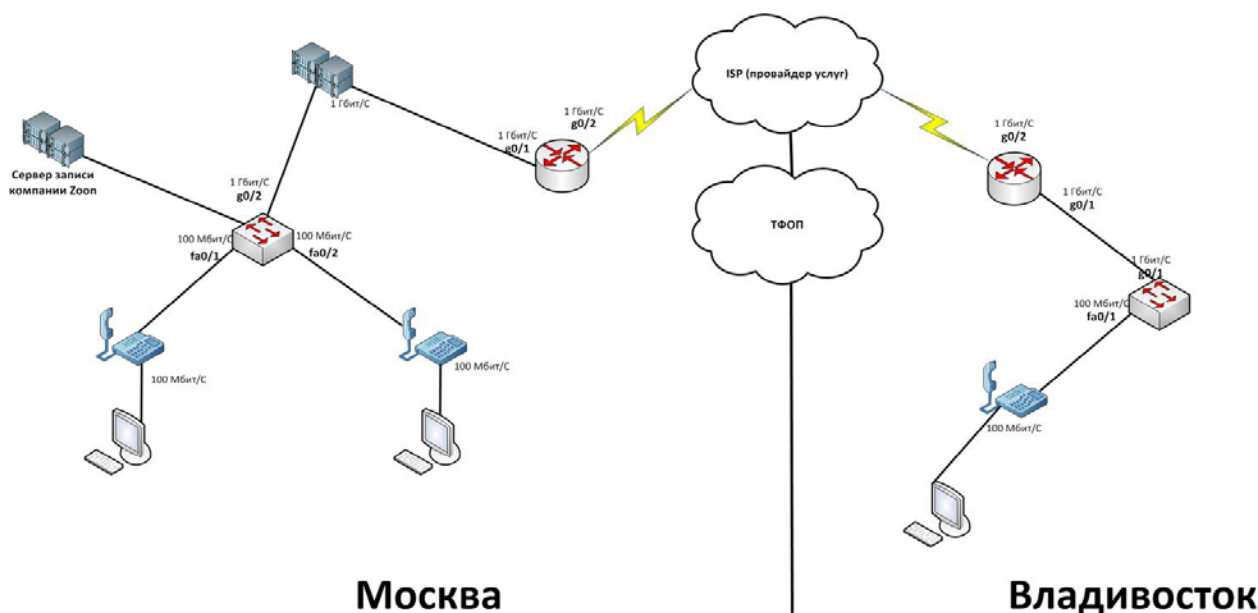 ISP (провайдер услуг)
1 Гбит/С
1 Гбит/С
g0/2
1 Гбит/С
g0/1
1 Гбит/С
g0/2
Сервер записи
компании Zoon
1 Гбит/С
g0/2
1 Гбит/С
g0/1
ТФОП
100 Мбит/С
fa0/1
100 Мбит/С
fa0/2
1 Гбит/С
g0/1
100 Мбит/С
fa0/1
100 Мбит/С
100 Мбит/С
100 Мбит/С
Москва
Владивосток